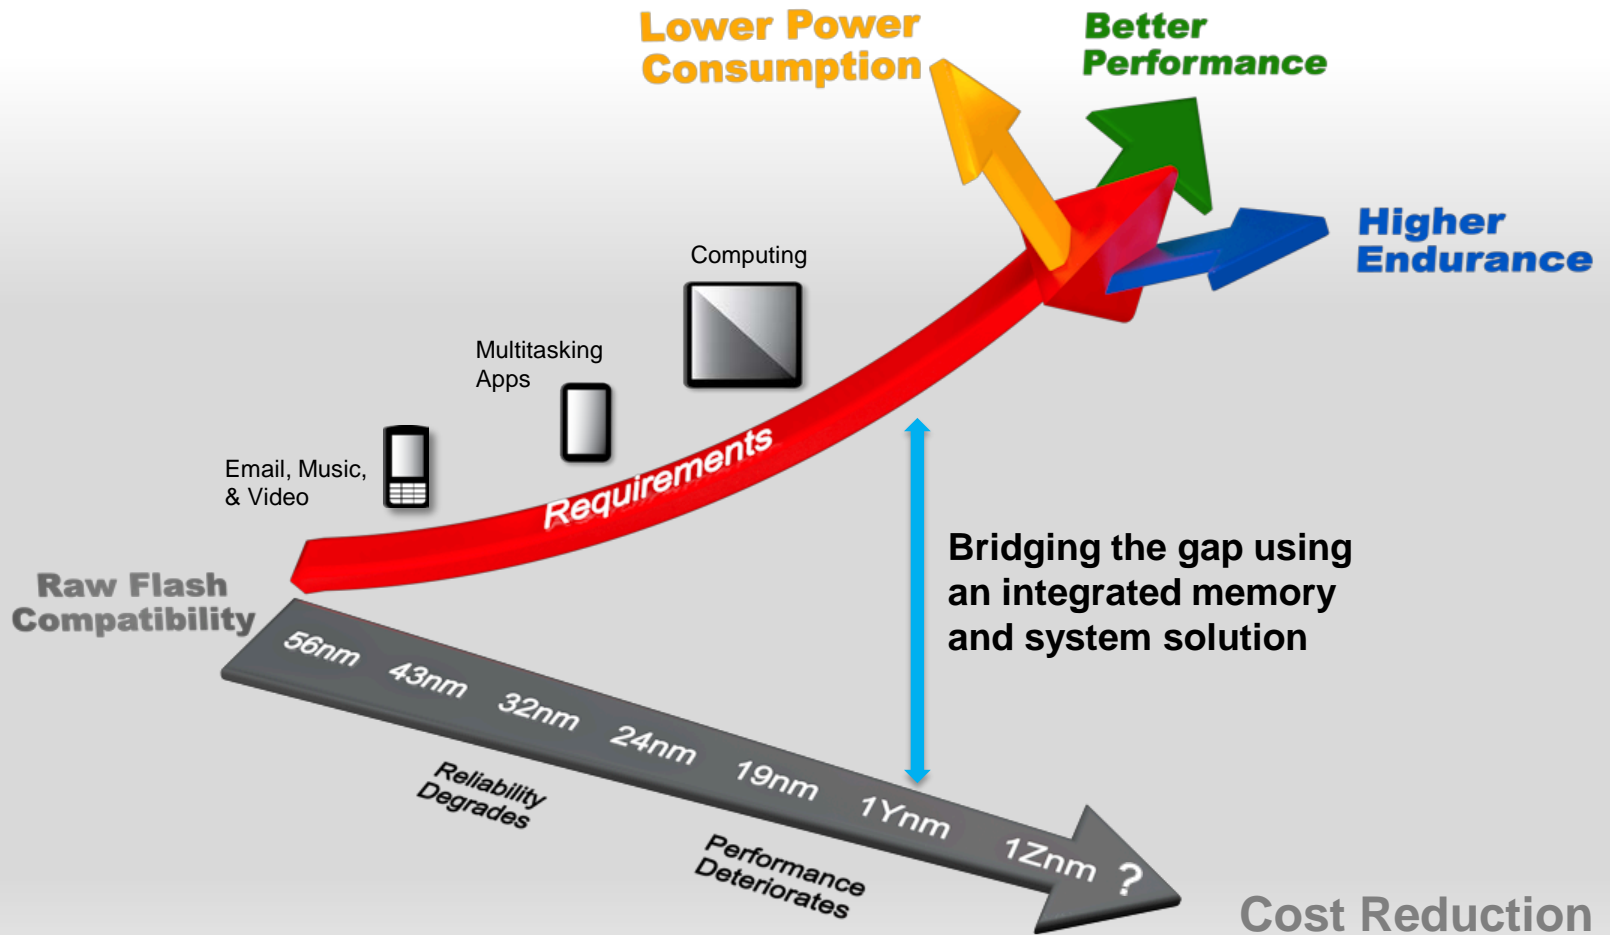 Lower Power
Consumption
Better
Performance
Higher
Endurance
Computing
Multitasking
Apps
Email, Music,
& Video
Requirements
Raw Flash
Compatibility
Bridging the gap using
an integrated memory
and system solution
56nm 43nm 32nm 24nm 19nm 1Ynm 1Znm ?
Reliability
Degrades
Performance
Deteriorates
Cost Reduction